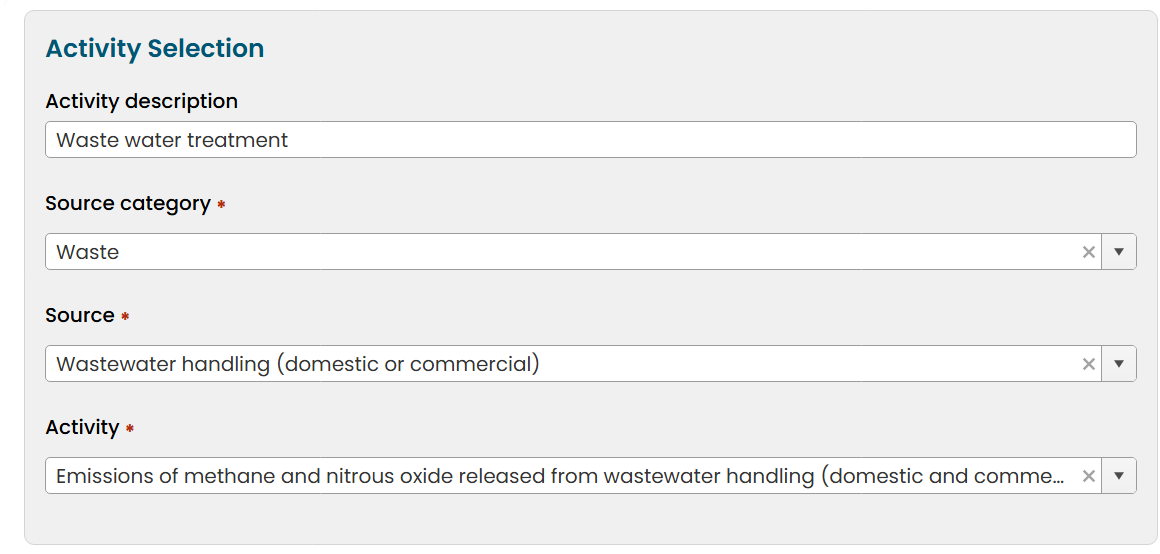 Activity Selection
Activity description
Waste water treatment
Source category *
Waste
Source *
Wastewater handling (domestic or commercial)
Activity *
Emissions of methane and nitrous oxide released from wastewater handling (domestic and comme...